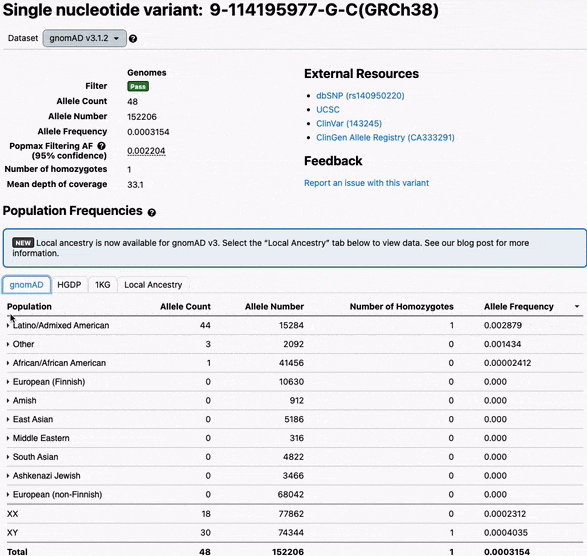 Single nucleotide variant: 9-114195977-G-C(GRCh38)
Dataset gnomAD v3.1.2
Genomes
Filter Pass
Allele Count 48
Allele Number 152206
Allele Frequency 0.0003154
Popmax Filtering AF
(95% confidence) 0.002204
Number of homozygotes 1
Mean depth of coverage 33.1
External Resources
dbSNP (rs140950220)
UCSC
ClinVar (143245)
ClinGen Allele Registry (CA333291)
Feedback
Report an issue with this variant
Population Frequencies
NEW Local ancestry is now available for gnomAD v3. Select the “Local Ancestry” tab below to view data. See our blog post for more
information.
gnomAD HGDP 1KG Local Ancestry
Population Allele Count Allele Number Number of Homozygotes Allele Frequency
Latino/Admixed American 44 15284 1 0.002879
Other 3 2092 0 0.001434
African/African American 1 41456 0 0.00002412
European (Finnish) 0 10630 0 0.000
Amish 0 912 0 0.000
East Asian 0 5186 0 0.000
Middle Eastern 0 316 0 0.000
South Asian 0 4822 0 0.000
Ashkenazi Jewish 0 3466 0 0.000
European (non-Finnish) 0 68042 0 0.000
XX 18 77862 0 0.0002312
XY 30 74344 1 0.0004035
Total 48 152206 1 0.0003154